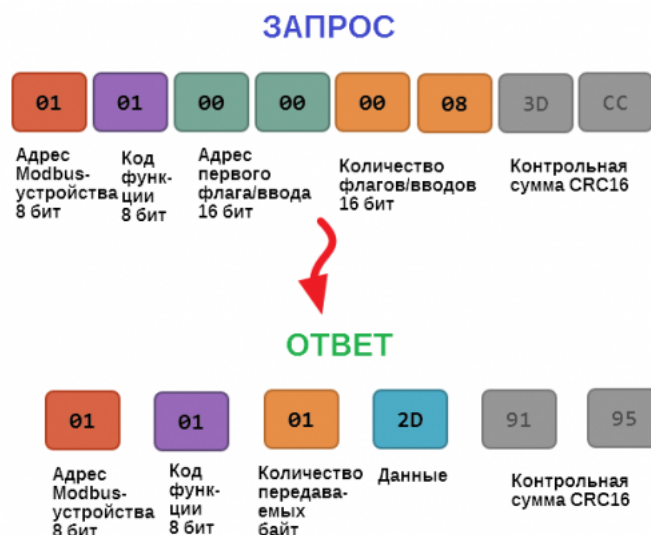 ЗАПРОС
01 01 00 00 00 08 3D CC
Адрес
Modbus-
устройства
8 бит
Код
функ-
ции
8 бит
Адрес
первого
флага/ввода
16 бит
Количество
флагов/вводов
16 бит
Контрольная
сумма CRC16
ОТВЕТ
01 01 01 2D 91 95
Адрес
Modbus-
устройства
8 бит
Код
функ-
ции
8 бит
Количество
передава-
емых
байт
Данные
Контрольная
сумма CRC16